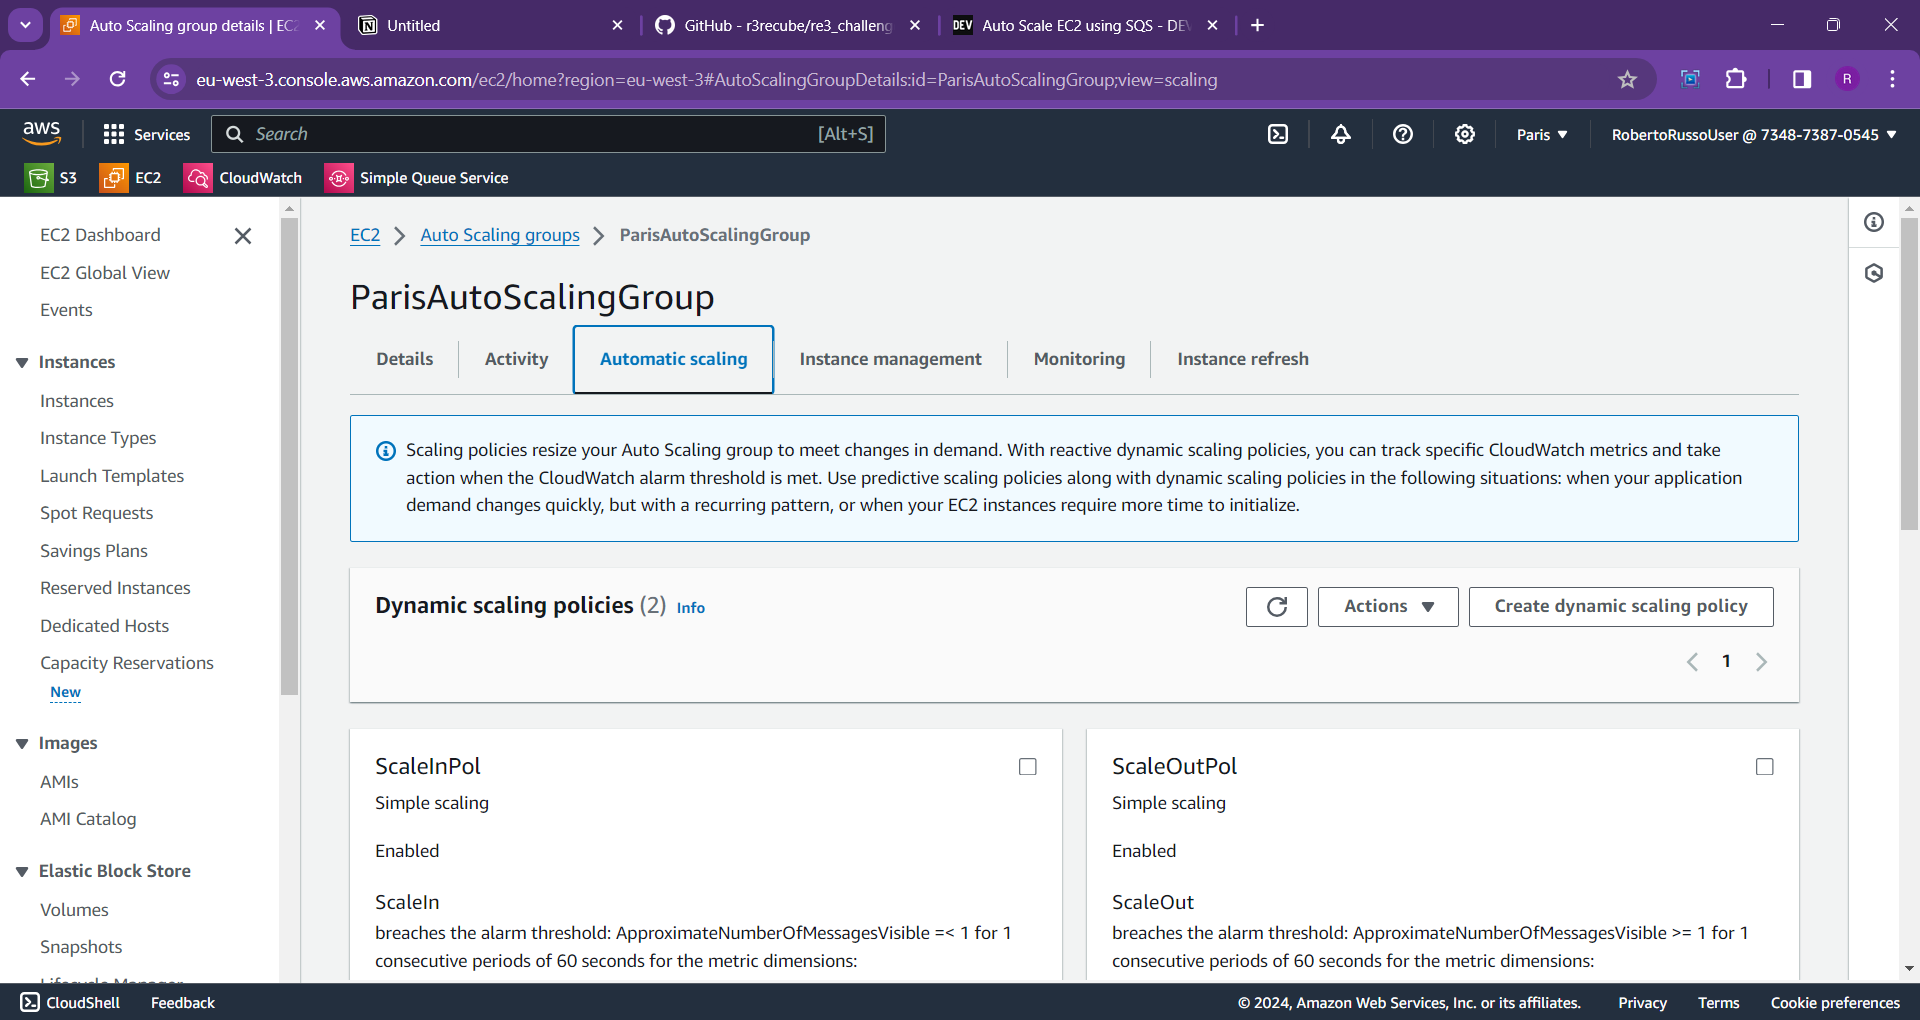 Auto Scaling group details | EC2
Untitled
GitHub - r3recube/re3_challeng
DEV
Auto Scale EC2 using SQS - DEV
eu-west-3.console.aws.amazon.com/ec2/home?region=eu-west-3#AutoScalingGroupDetails:id=ParisAutoScalingGroup;view=scaling
R
aws
Services
Search
[Alt+S]
Paris
RobertoRussoUser @ 7348-7387-0545
S3
EC2
CloudWatch
Simple Queue Service
EC2 Dashboard
EC2 Global View
Events
Instances
Instances
Instance Types
Launch Templates
Spot Requests
Savings Plans
Reserved Instances
Dedicated Hosts
Capacity Reservations
New
Images
AMIs
AMI Catalog
Elastic Block Store
Volumes
Snapshots
Lifecycle Manager
EC2
Auto Scaling groups
ParisAutoScalingGroup
ParisAutoScalingGroup
Details
Activity
Automatic scaling
Instance management
Monitoring
Instance refresh
Scaling policies resize your Auto Scaling group to meet changes in demand. With reactive dynamic scaling policies, you can track specific CloudWatch metrics and take
action when the CloudWatch alarm threshold is met. Use predictive scaling policies along with dynamic scaling policies in the following situations: when your application
demand changes quickly, but with a recurring pattern, or when your EC2 instances require more time to initialize.
Dynamic scaling policies (2) Info
Actions
Create dynamic scaling policy
1
ScaleInPol
Simple scaling
Enabled
ScaleIn
breaches the alarm threshold: ApproximateNumberOfMessagesVisible =< 1 for 1
consecutive periods of 60 seconds for the metric dimensions:
ScaleOutPol
Simple scaling
Enabled
ScaleOut
breaches the alarm threshold: ApproximateNumberOfMessagesVisible >= 1 for 1
consecutive periods of 60 seconds for the metric dimensions:
CloudShell
Feedback
© 2024, Amazon Web Services, Inc. or its affiliates.
Privacy
Terms
Cookie preferences